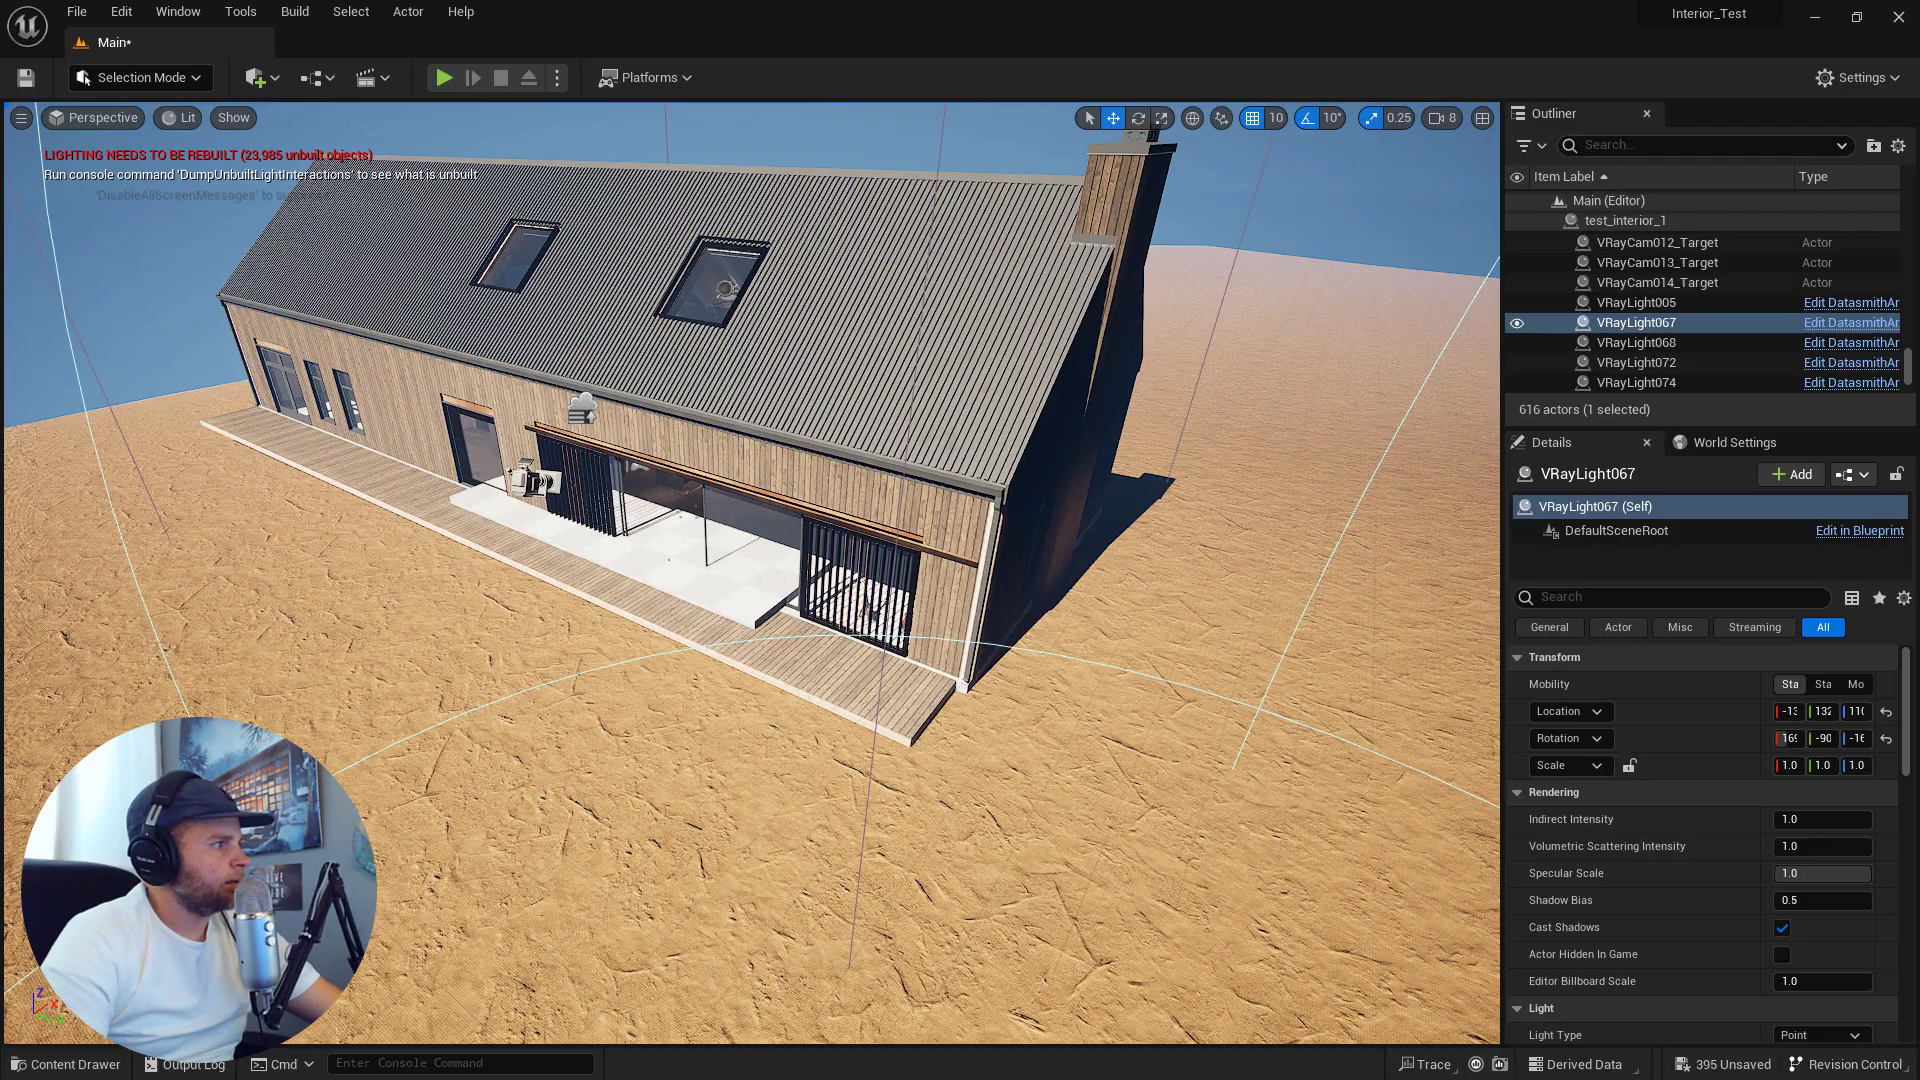 File Edit Window Tools Build Select Actor Help
Interior_Test
Main*
Selection Mode
Platforms
Settings
Perspective Lit Show
10 10° 0.25 8
LIGHTING NEEDS TO BE REBUILT (23,985 unbuilt objects)
Run console command 'DumpUnbuiltLightInteractions' to see what is unbuilt
'DisableAllScreenMessages' to
Outliner
Search...
Item Label Type
Main (Editor)
test_interior_1
VRayCam012_Target Actor
VRayCam013_Target Actor
VRayCam014_Target Actor
VRayLight005 Edit DatasmithAr
VRayLight067 Edit DatasmithAr
VRayLight068 Edit DatasmithAr
VRayLight072 Edit DatasmithAr
VRayLight074 Edit DatasmithAr
616 actors (1 selected)
Details World Settings
VRayLight067 Add
VRayLight067 (Self)
DefaultSceneRoot Edit in Blueprint
Search
General Actor Misc Streaming All
Transform
Mobility Sta Sta Mo
Location -13 132 110
Rotation 169 -90 -16
Scale 1.0 1.0 1.0
Rendering
Indirect Intensity 1.0
Volumetric Scattering Intensity 1.0
Specular Scale 1.0
Shadow Bias 0.5
Cast Shadows
Actor Hidden In Game
Editor Billboard Scale 1.0
Light
Light Type Point
Z
X
Y
Content Drawer Output Log Cmd Enter Console Command
Trace Derived Data 395 Unsaved Revision Control